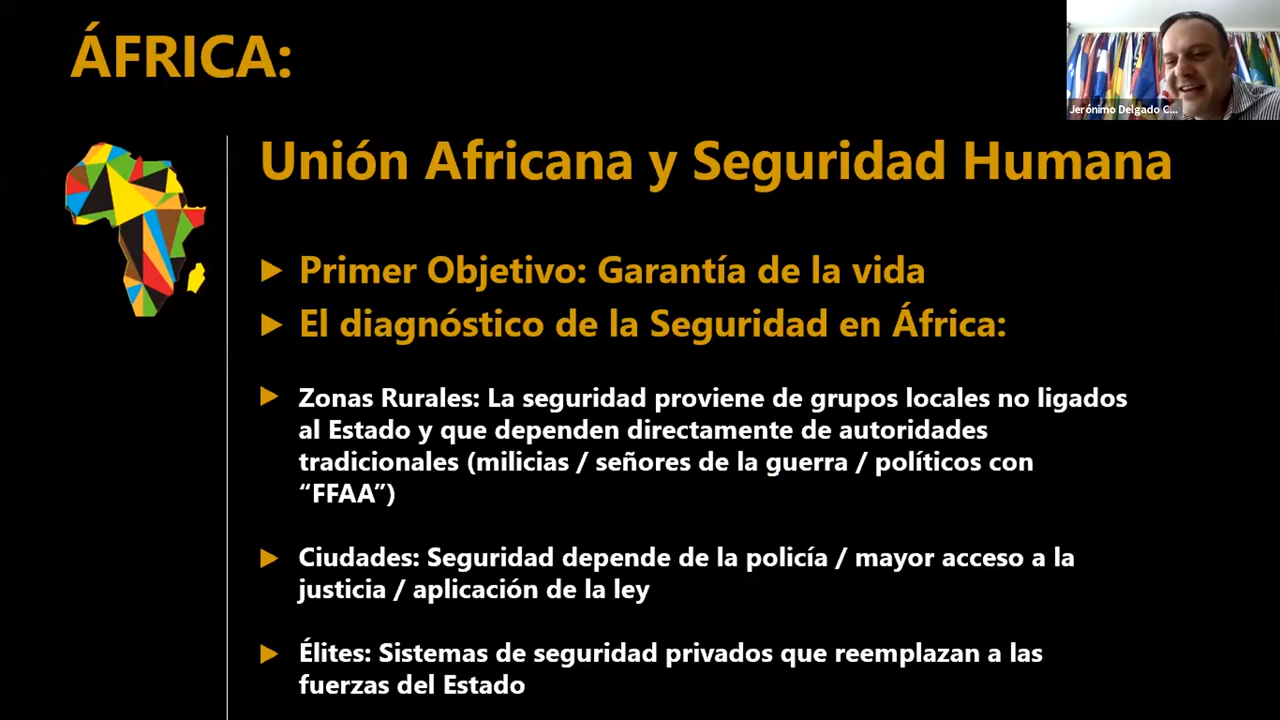 ÁFRICA:
Jerónimo Delgado C...
Unión Africana y Seguridad Humana
Primer Objetivo: Garantía de la vida
El diagnóstico de la Seguridad en África:
Zonas Rurales: La seguridad proviene de grupos locales no ligados
al Estado y que dependen directamente de autoridades
tradicionales (milicias / señores de la guerra / políticos con
“FFAA”)
Ciudades: Seguridad depende de la policía / mayor acceso a la
justicia / aplicación de la ley
Élites: Sistemas de seguridad privados que reemplazan a las
fuerzas del Estado